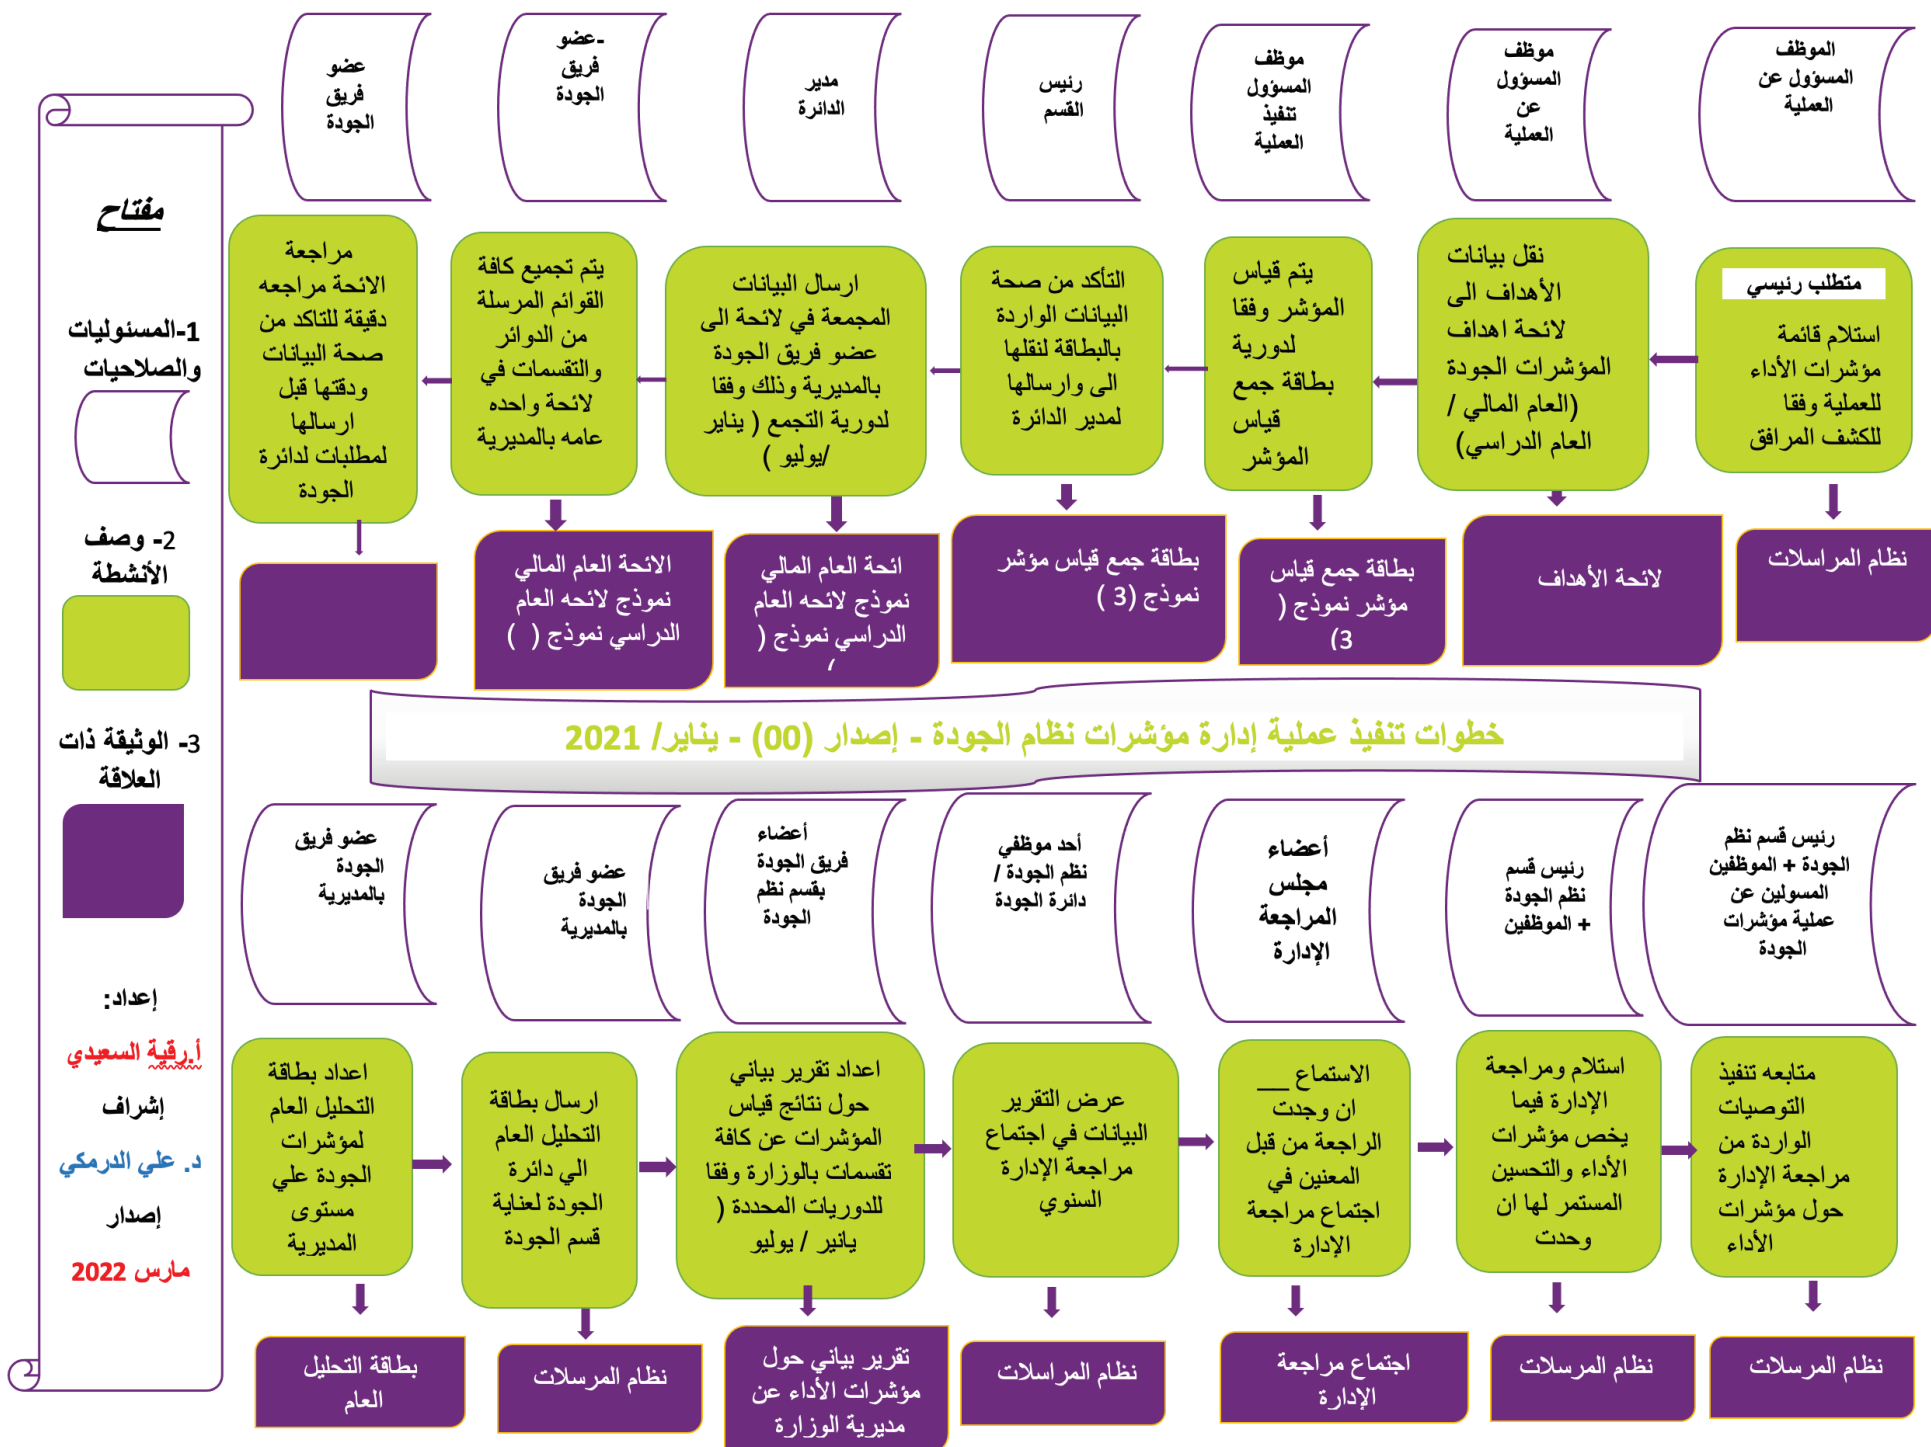 الموظف
المسؤول عن
العملية
موظف
المسؤول
عن
العملية
موظف
المسؤول
تنفيذ
العملية
رئيس
القسم
مدير
الدائرة
-عضو
فريق
الجودة
عضو
فريق
الجودة
متطلب رئيسي
استلام قائمة
مؤشرات الأداء
للعملية وفقا
للكشف المرافق
نقل بيانات
الأهداف الى
لائحة اهداف
المؤشرات الجودة
(العام المالي /
العام الدراسي)
يتم قياس
المؤشر وفقا
لدورية
بطاقة جمع
قياس
المؤشر
التأكد من صحة
البيانات الواردة
بالبطاقة لنقلها
الى وارسالها
لمدير الدائرة
ارسال البيانات
المجمعة في لائحة الى
عضو فريق الجودة
بالمديرية وذلك وفقا
لدورية التجمع ( يناير
/يوليو )
يتم تجميع كافة
القوائم المرسلة
من الدوائر
والتقسمات في
لائحة واحده
عامه بالمديرية
مراجعة
الائحة مراجعه
دقيقة للتاكد من
صحة البيانات
ودقتها قبل
ارسالها
لمطلبات لدائرة
الجودة
نظام المراسلات
لائحة الأهداف
بطاقة جمع قياس
مؤشر نموذج (
3)
بطاقة جمع قياس مؤشر
نموذج (3 )
ائحة العام المالي
نموذج لائحه العام
الدراسي نموذج (
)
الائحة العام المالي
نموذج لائحه العام
الدراسي نموذج ( )
خطوات تنفيذ عملية إدارة مؤشرات نظام الجودة - إصدار (00) - يناير/ 2021
عضو فريق
الجودة
بالمديرية
عضو فريق
الجودة
بالمديرية
أعضاء
فريق الجودة
بقسم نظم
الجودة
أحد موظفي
نظم الجودة /
دائرة الجودة
أعضاء
مجلس
المراجعة
الإدارة
رئيس قسم
نظم الجودة
+ الموظفين
رئيس قسم نظم
الجودة + الموظفين
المسولين عن
عملية مؤشرات
الجودة
اعداد بطاقة
التحليل العام
لمؤشرات
الجودة علي
مستوى
المديرية
ارسال بطاقة
التحليل العام
الي دائرة
الجودة لعناية
قسم الجودة
اعداد تقرير بياني
حول نتائج قياس
المؤشرات عن كافة
تقسمات بالوزارة وفقا
للدوريات المحددة (
يانير / يوليو
عرض التقرير
البيانات في اجتماع
مراجعة الإدارة
السنوي
الاستماع __
ان وجدت
الراجعة من قبل
المعنين في
اجتماع مراجعة
الإدارة
استلام ومراجعة
الإدارة فيما
يخص مؤشرات
الأداء والتحسين
المستمر لها ان
وحدت
متابعه تنفيذ
التوصيات
الواردة من
مراجعة الإدارة
حول مؤشرات
الأداء
بطاقة التحليل
العام
نظام المرسلات
تقرير بياني حول
مؤشرات الأداء عن
مديرية الوزارة
نظام المراسلات
اجتماع مراجعة
الإدارة
نظام المرسلات
نظام المرسلات
مفتاح
1-المسئوليات
والصلاحيات
2- وصف
الأنشطة
3- الوثيقة ذات
العلاقة
إعداد:
أ.رقية السعيدي
إشراف
د. علي الدرمكي
إصدار
مارس 2022